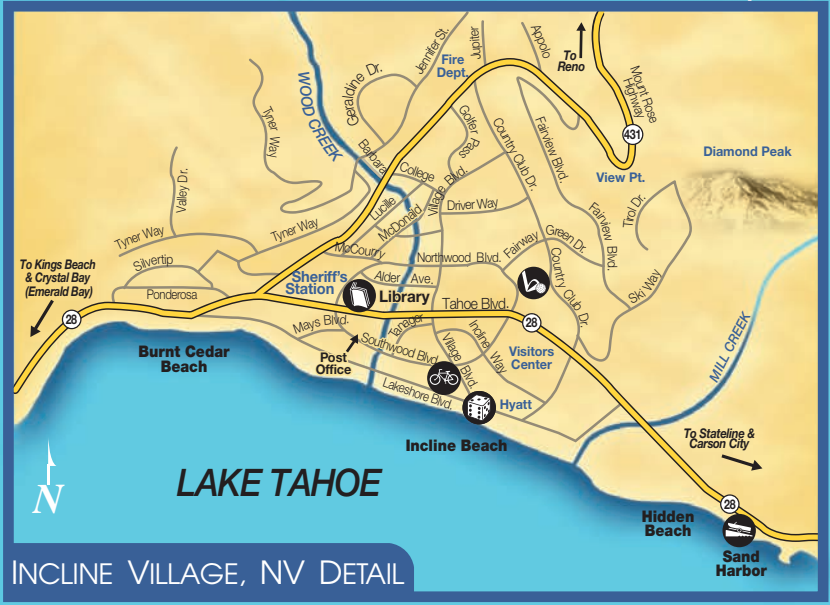 Jennifer St.
Jupiter
Appolo
To
Reno
Fire
Dept.
Geraldine Dr.
WOOD CREEK
Mount Rose
Highway
431
Tyner
Way
Golfer
Pass
Country Club Dr.
Fairview Blvd.
Diamond Peak
View Pt.
Barbara
College
Village Blvd.
Valley Dr.
Lucille
McDonald
Driver Way
Tirol Dr.
Fairview Blvd.
Tyner Way
Tyner Way
McCourry
Northwood Blvd.
Fairway
Green Dr.
Silvertip
To Kings Beach
& Crystal Bay
(Emerald Bay)
Sheriff's
Station
Alder Ave.
Country Club Dr.
Ski Way
Ponderosa
Library
Tahoe Blvd.
28
28
Mays Blvd.
Tanager
Incline Way
MILL CREEK
Burnt Cedar
Beach
Post
Office
Southwood Blvd.
Village Blvd.
Visitors
Center
Lakeshore Blvd.
Hyatt
Incline Beach
To Stateline &
Carson City
N
LAKE TAHOE
28
Hidden
Beach
Sand
Harbor
INCLINE VILLAGE, NV DETAIL